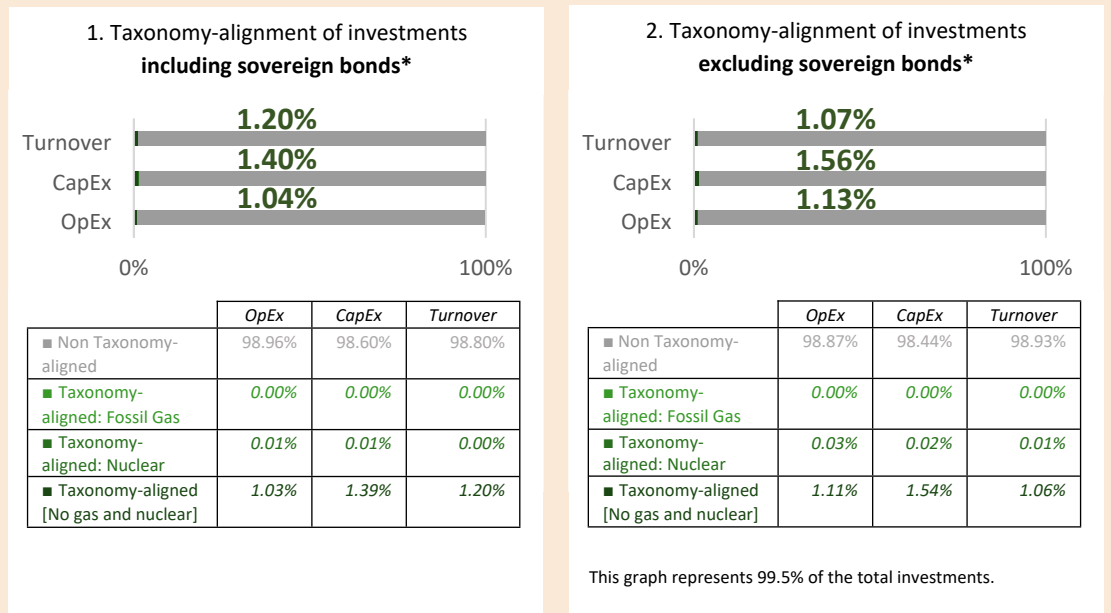 1. Taxonomy-alignment of investments
including sovereign bonds*
1.20%
Turnover
1.40%
CapEx
1.04%
OpEx
0% 100%
OpEx CapEx Turnover
■ Non Taxonomy- 98.96% 98.60% 98.80%
aligned
■ Taxonomy- 0.00% 0.00% 0.00%
aligned: Fossil Gas
■ Taxonomy- 0.01% 0.01% 0.00%
aligned: Nuclear
■ Taxonomy-aligned 1.03% 1.39% 1.20%
[No gas and nuclear]
2. Taxonomy-alignment of investments
excluding sovereign bonds*
1.07%
Turnover
1.56%
CapEx
1.13%
OpEx
0% 100%
OpEx CapEx Turnover
■ Non Taxonomy- 98.87% 98.44% 98.93%
aligned
■ Taxonomy- 0.00% 0.00% 0.00%
aligned: Fossil Gas
■ Taxonomy- 0.03% 0.02% 0.01%
aligned: Nuclear
■ Taxonomy-aligned 1.11% 1.54% 1.06%
[No gas and nuclear]
This graph represents 99.5% of the total investments.